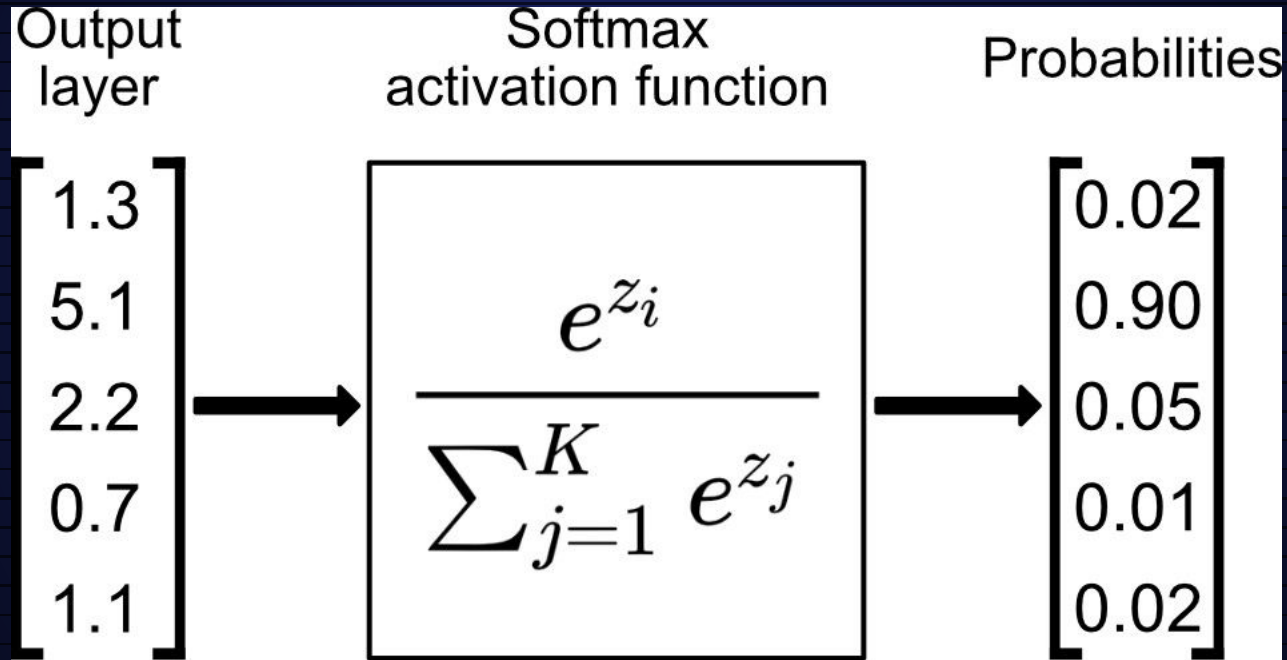 Output
layer
Softmax
activation function
Probabilities
1.3
5.1
2.2
0.7
1.1
e^{z_i}
∑_{j=1}^{K} e^{z_j}
0.02
0.90
0.05
0.01
0.02